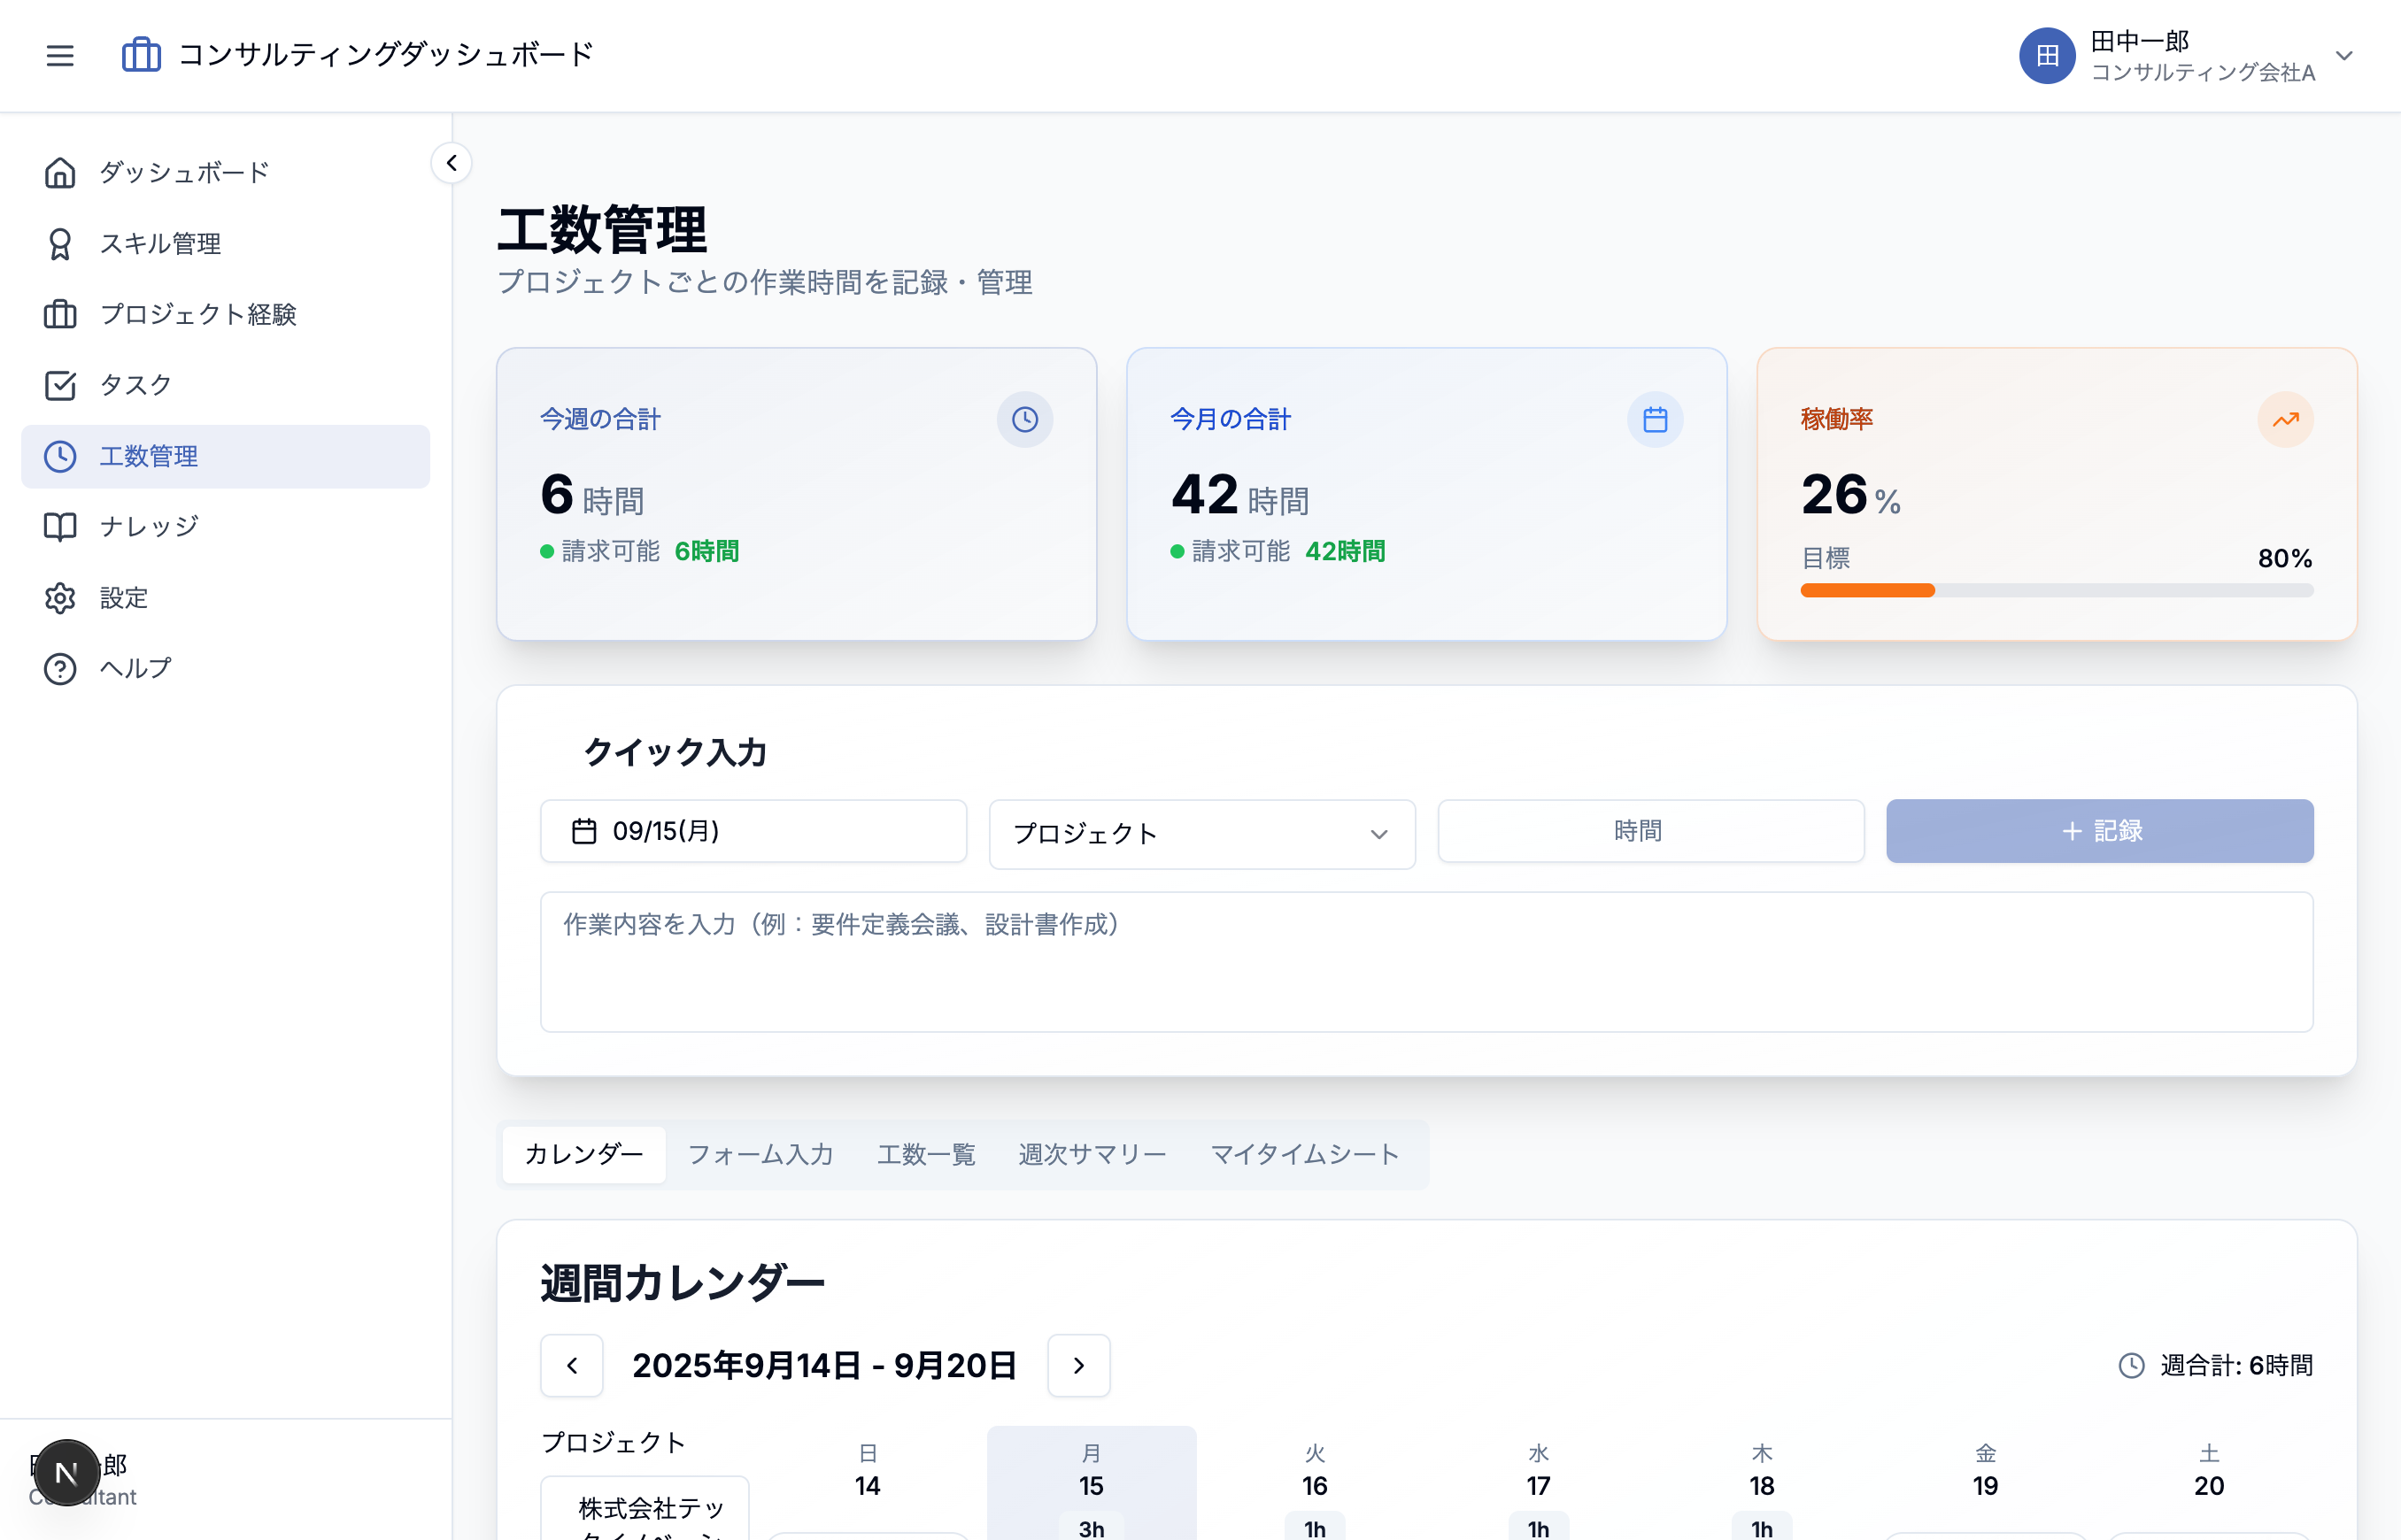 コンサルティングダッシュボード
田
田中一郎
コンサルティング会社A
ダッシュボード
スキル管理
プロジェクト経験
タスク
工数管理
ナレッジ
設定
ヘルプ
工数管理
プロジェクトごとの作業時間を記録・管理
今週の合計
6 時間
請求可能 6時間
今月の合計
42 時間
請求可能 42時間
稼働率
26 %
目標 80%
クイック入力
09/15(月)
プロジェクト
時間
記録
作業内容を入力（例：要件定義会議、設計書作成）
カレンダー
フォーム入力
工数一覧
週次サマリー
マイタイムシート
週間カレンダー
2025年9月14日 - 9月20日
週合計: 6時間
プロジェクト
日 月 火 水 木 金 土
14 15 16 17 18 19 20
3h 1h 1h 1h
株式会社テッ
N